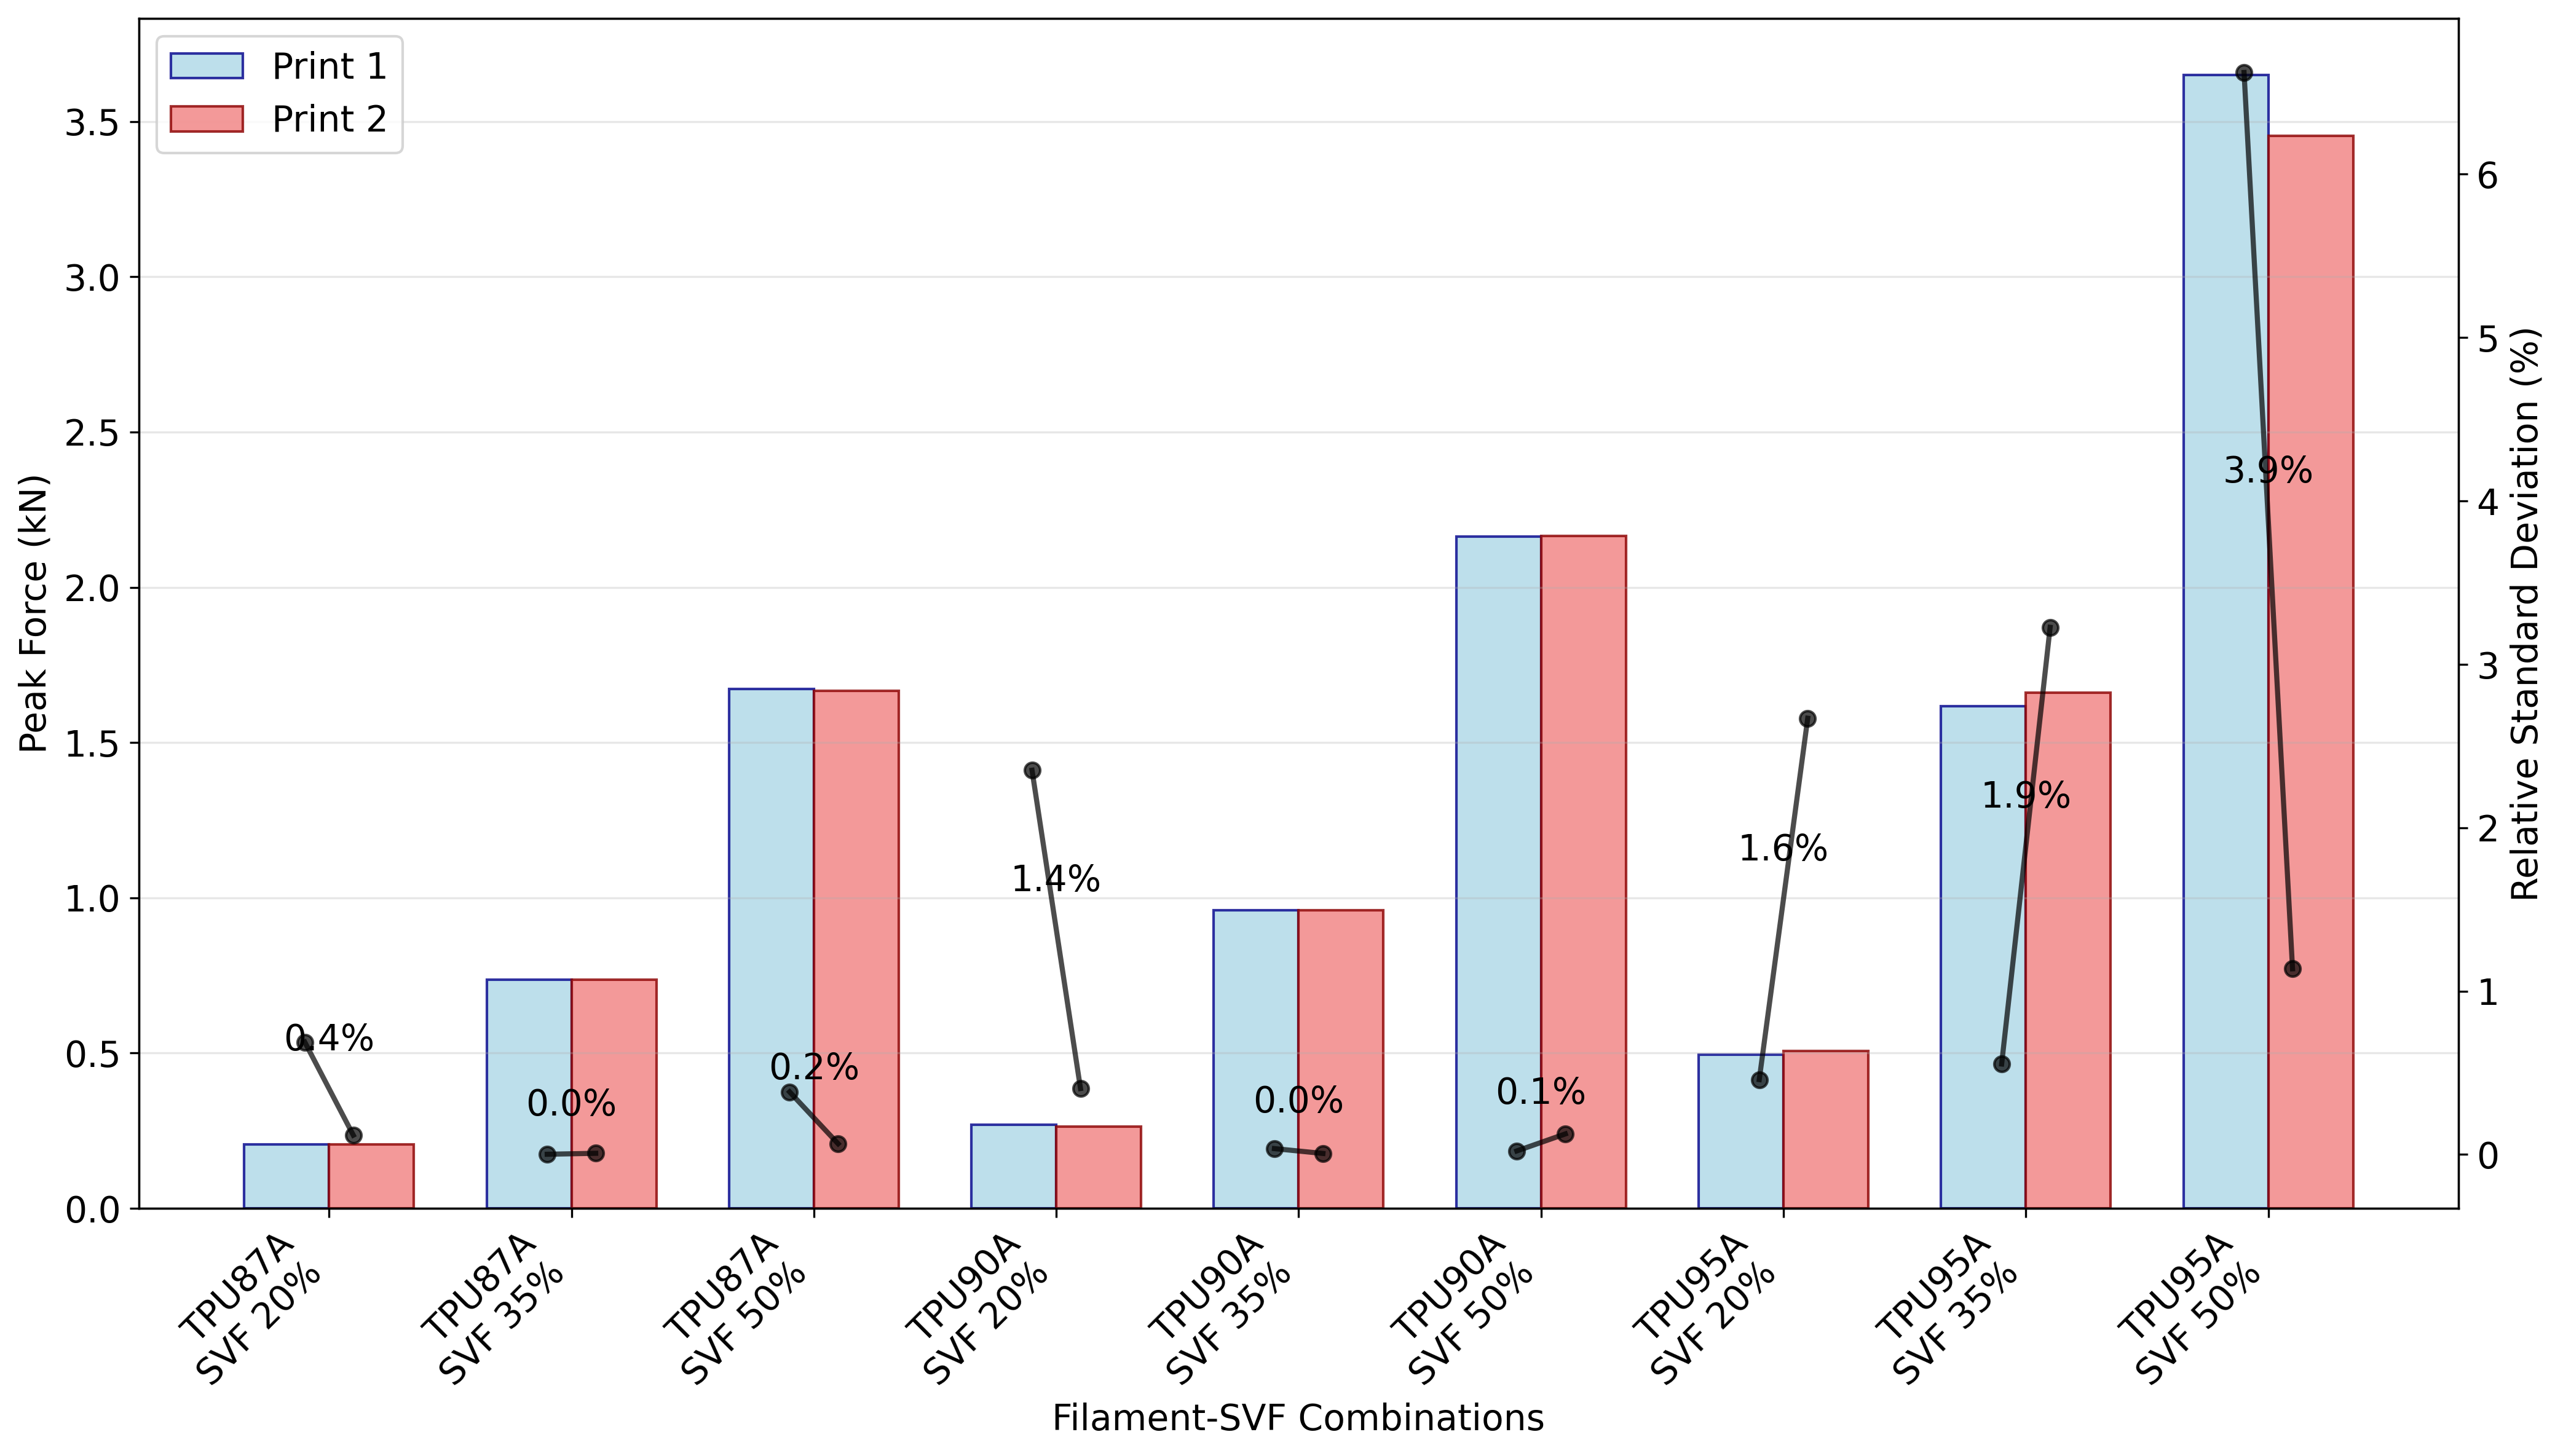 Print 1
Print 2
Peak Force (kN)
3.5
3.0
2.5
2.0
1.5
1.0
0.5
0.0
0.4%
0.0%
0.2%
1.4%
0.0%
0.1%
1.6%
1.9%
3.9%
6
5
4
3
2
1
0
Relative Standard Deviation (%)
TPU87A
SVF 20%
TPU87A
SVF 35%
TPU87A
SVF 50%
TPU90A
SVF 20%
TPU90A
SVF 35%
TPU90A
SVF 50%
TPU95A
SVF 20%
TPU95A
SVF 35%
TPU95A
SVF 50%
Filament-SVF Combinations